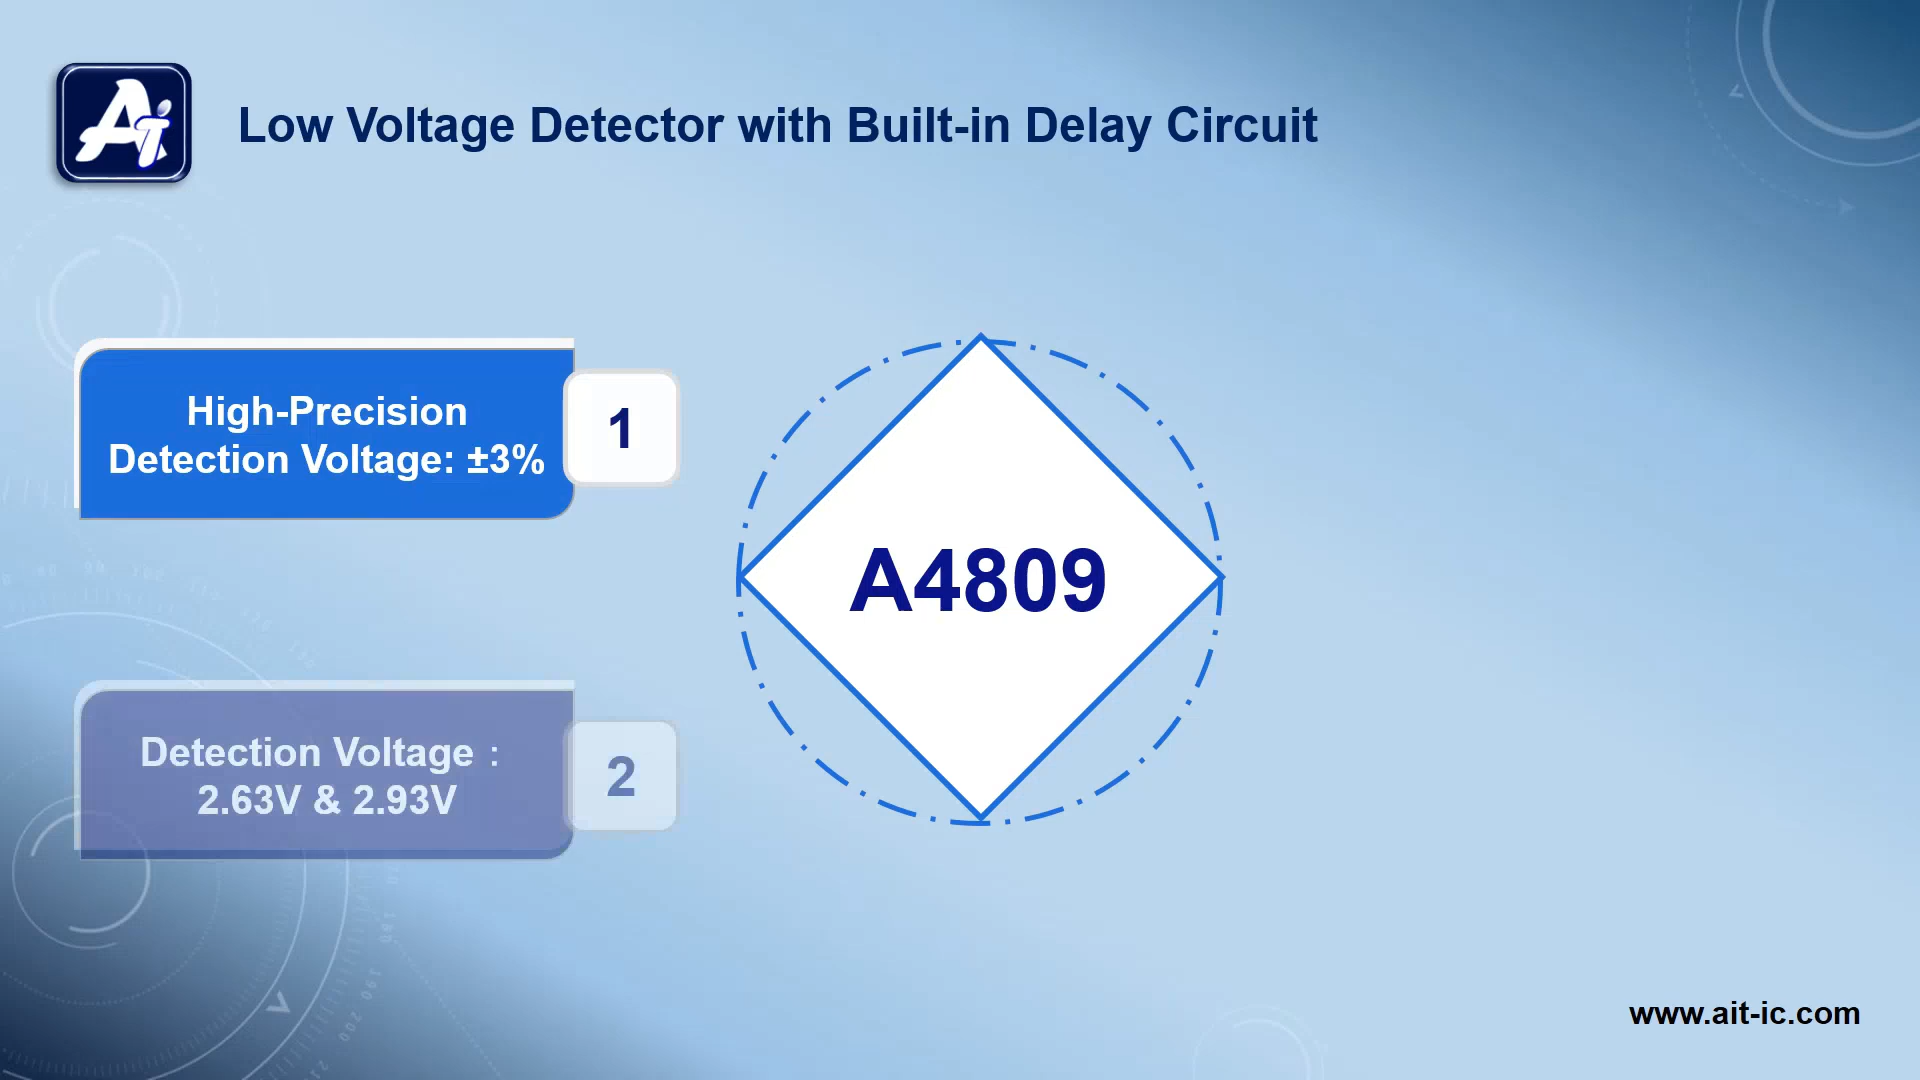 AiT
Low Voltage Detector with Built-in Delay Circuit
High-Precision
Detection Voltage: ±3%
1
A4809
Detection Voltage：
2.63V & 2.93V
2
www.ait-ic.com